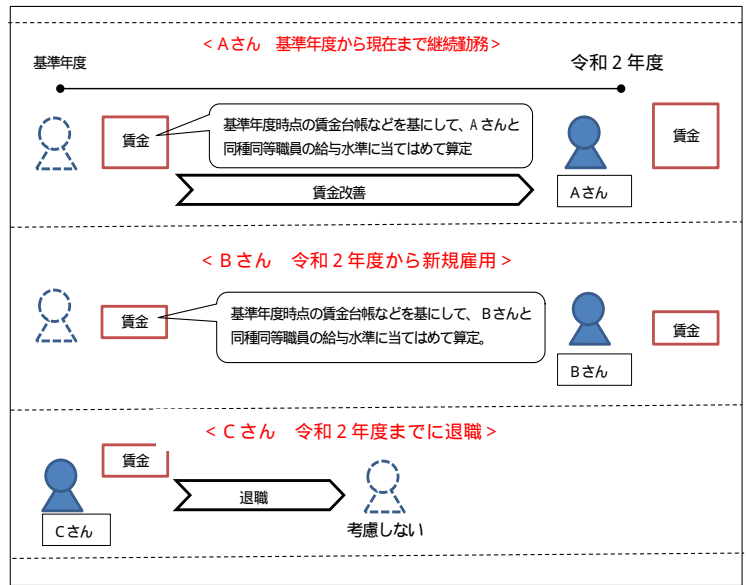 < Aさん 基準年度から現在まで継続勤務>
基準年度
令和2年度
賃金
基準年度時点の賃金台帳などを基にして、Aさんと
同種同等職員の給与水準に当てはめて算定
賃金
賃金改善
Aさん
< Bさん 令和2年度から新規雇用>
賃金
基準年度時点の賃金台帳などを基にして、Bさんと
同種同等職員の給与水準に当てはめて算定。
賃金
Bさん
< Cさん 令和2年度までに退職>
賃金
退職
Cさん
考慮しない